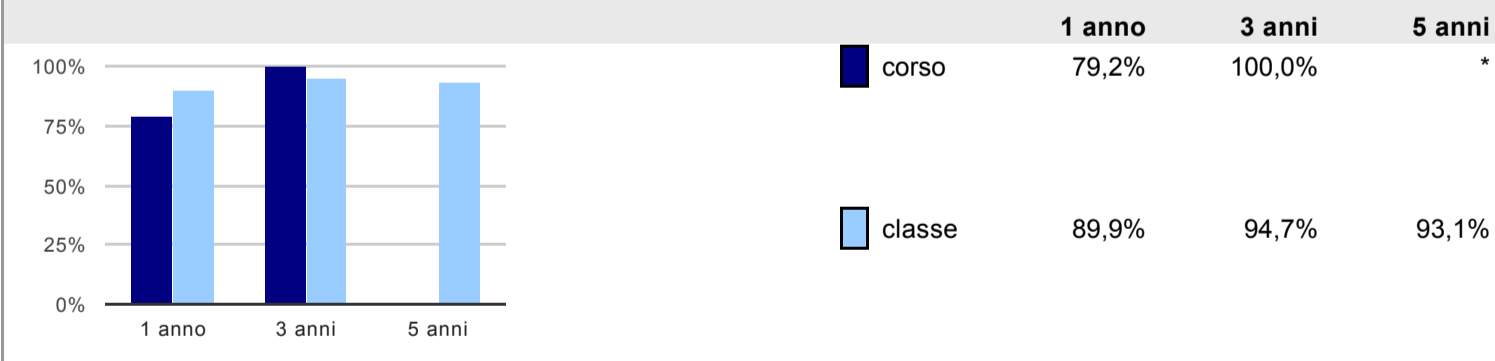 1 anno 3 anni 5 anni
corso 79,2% 100,0% *
classe 89,9% 94,7% 93,1%
100%
75%
50%
25%
0%
1 anno 3 anni 5 anni